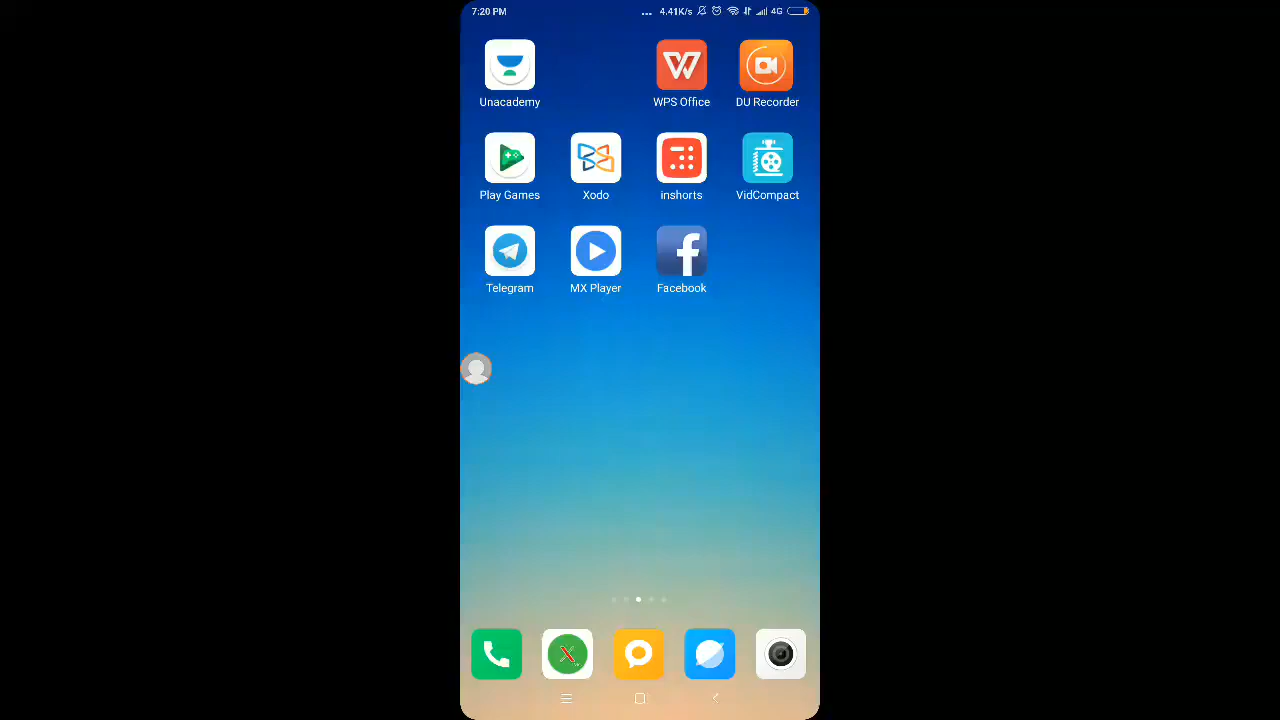 7:20 PM
... 4.41K/s 4G
Unacademy
WPS Office
DU Recorder
Play Games
Xodo
inshorts
VidCompact
Telegram
MX Player
Facebook